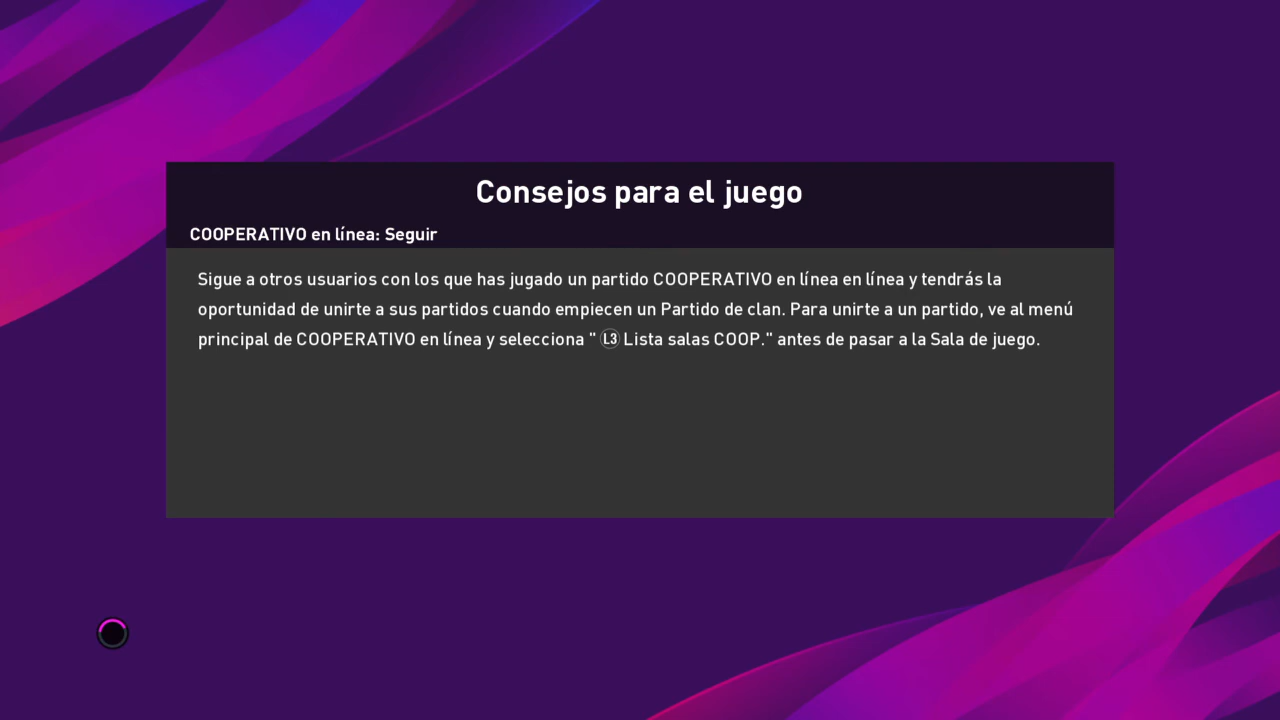 Consejos para el juego
COOPERATIVO en línea: Seguir
Sigue a otros usuarios con los que has jugado un partido COOPERATIVO en línea en línea y tendrás la
oportunidad de unirte a sus partidos cuando empiecen un Partido de clan. Para unirte a un partido, ve al menú
principal de COOPERATIVO en línea y selecciona " L3 Lista salas COOP." antes de pasar a la Sala de juego.